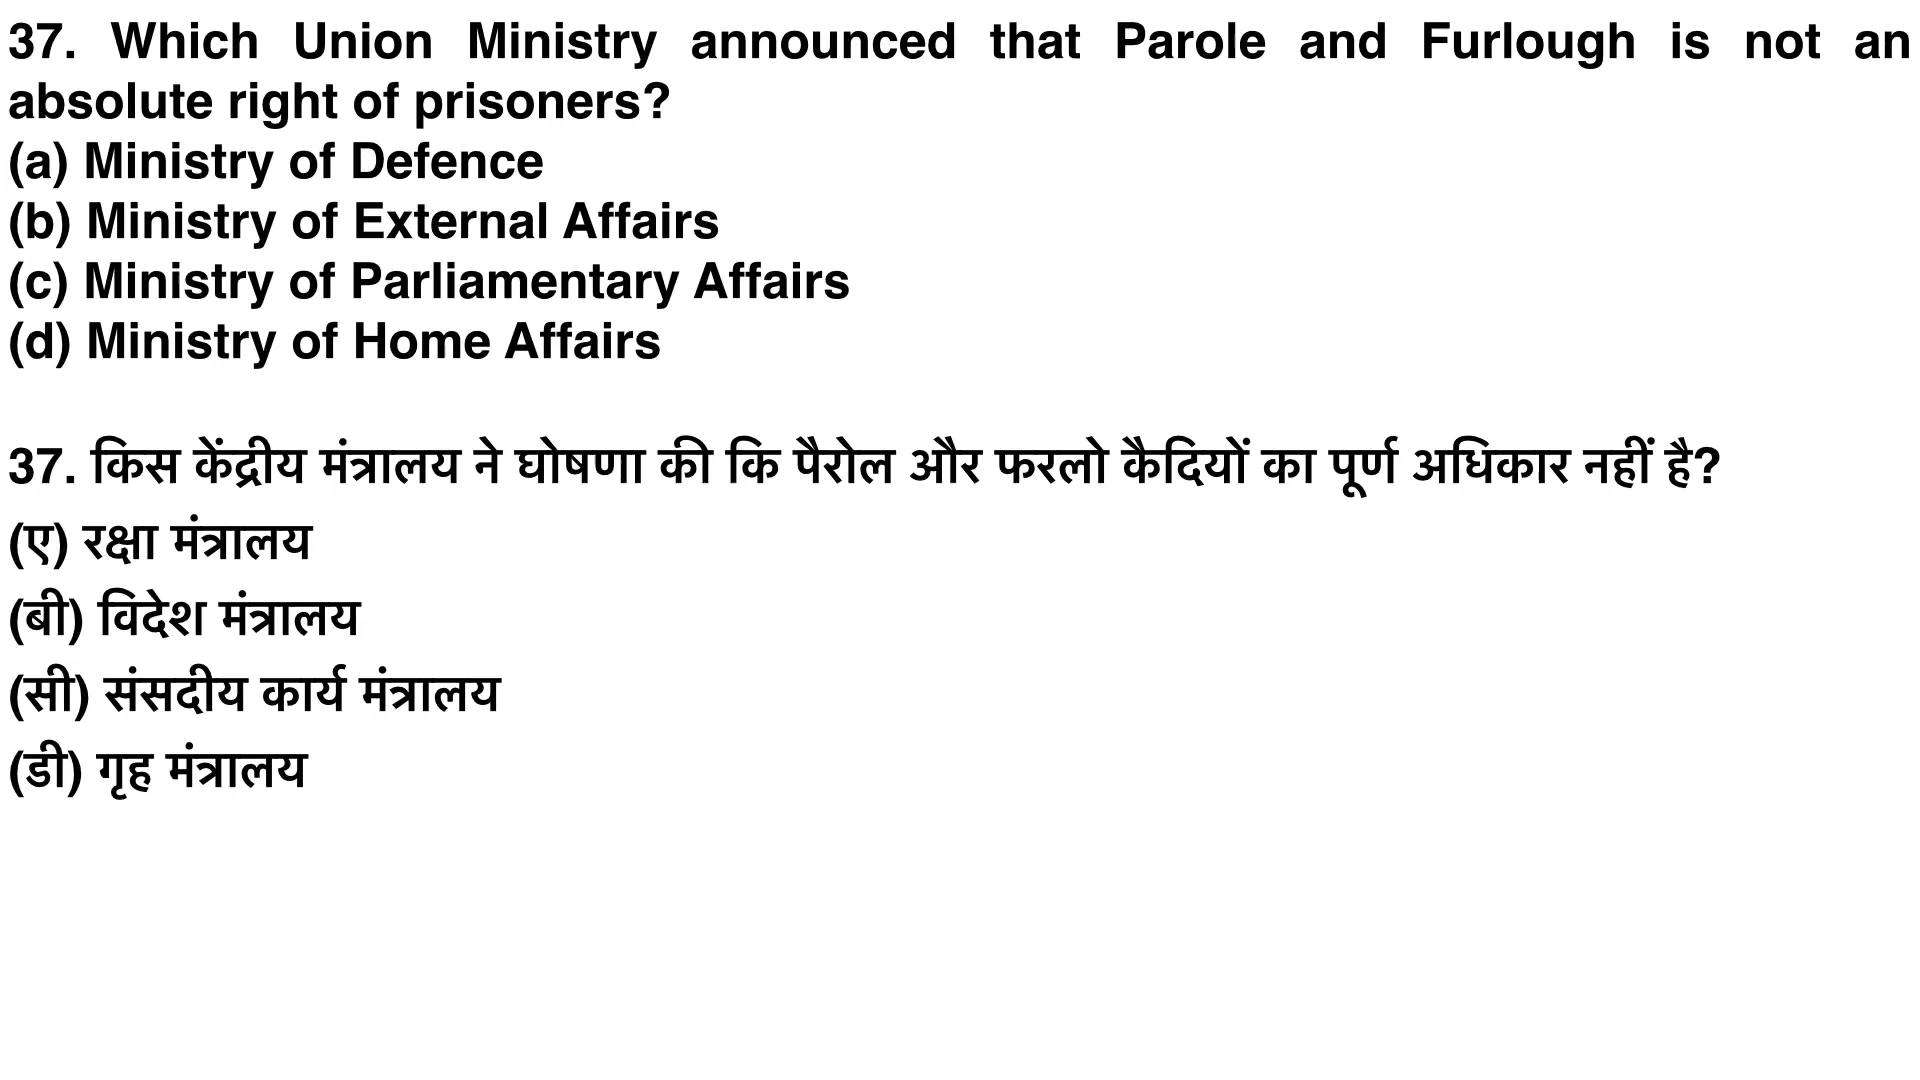 37. Which Union Ministry announced that Parole and Furlough is not an
absolute right of prisoners?
(a) Ministry of Defence
(b) Ministry of External Affairs
(c) Ministry of Parliamentary Affairs
(d) Ministry of Home Affairs
37. किस केंद्रीय मंत्रालय ने घोषणा की कि पैरोल और फरलो कैदियों का पूर्ण अधिकार नहीं है?
(ए) रक्षा मंत्रालय
(बी) विदेश मंत्रालय
(सी) संसदीय कार्य मंत्रालय
(डी) गृह मंत्रालय